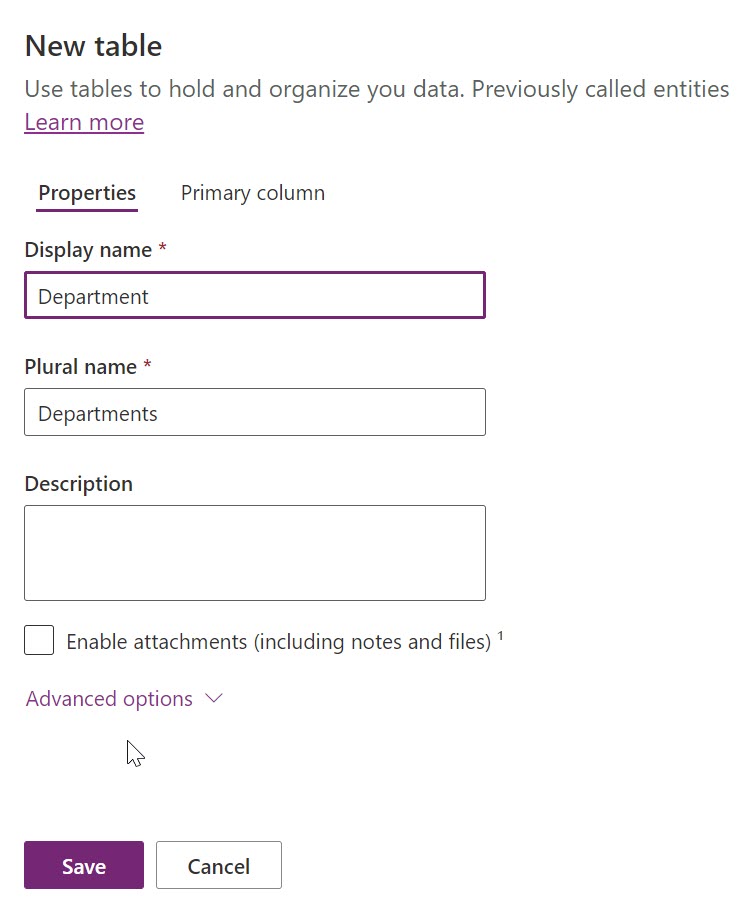 New table
Use tables to hold and organize you data. Previously called entities
Learn more
Properties Primary column
Display name *
Department
Plural name *
Departments
Description
Enable attachments (including notes and files) ¹
Advanced options
Save Cancel